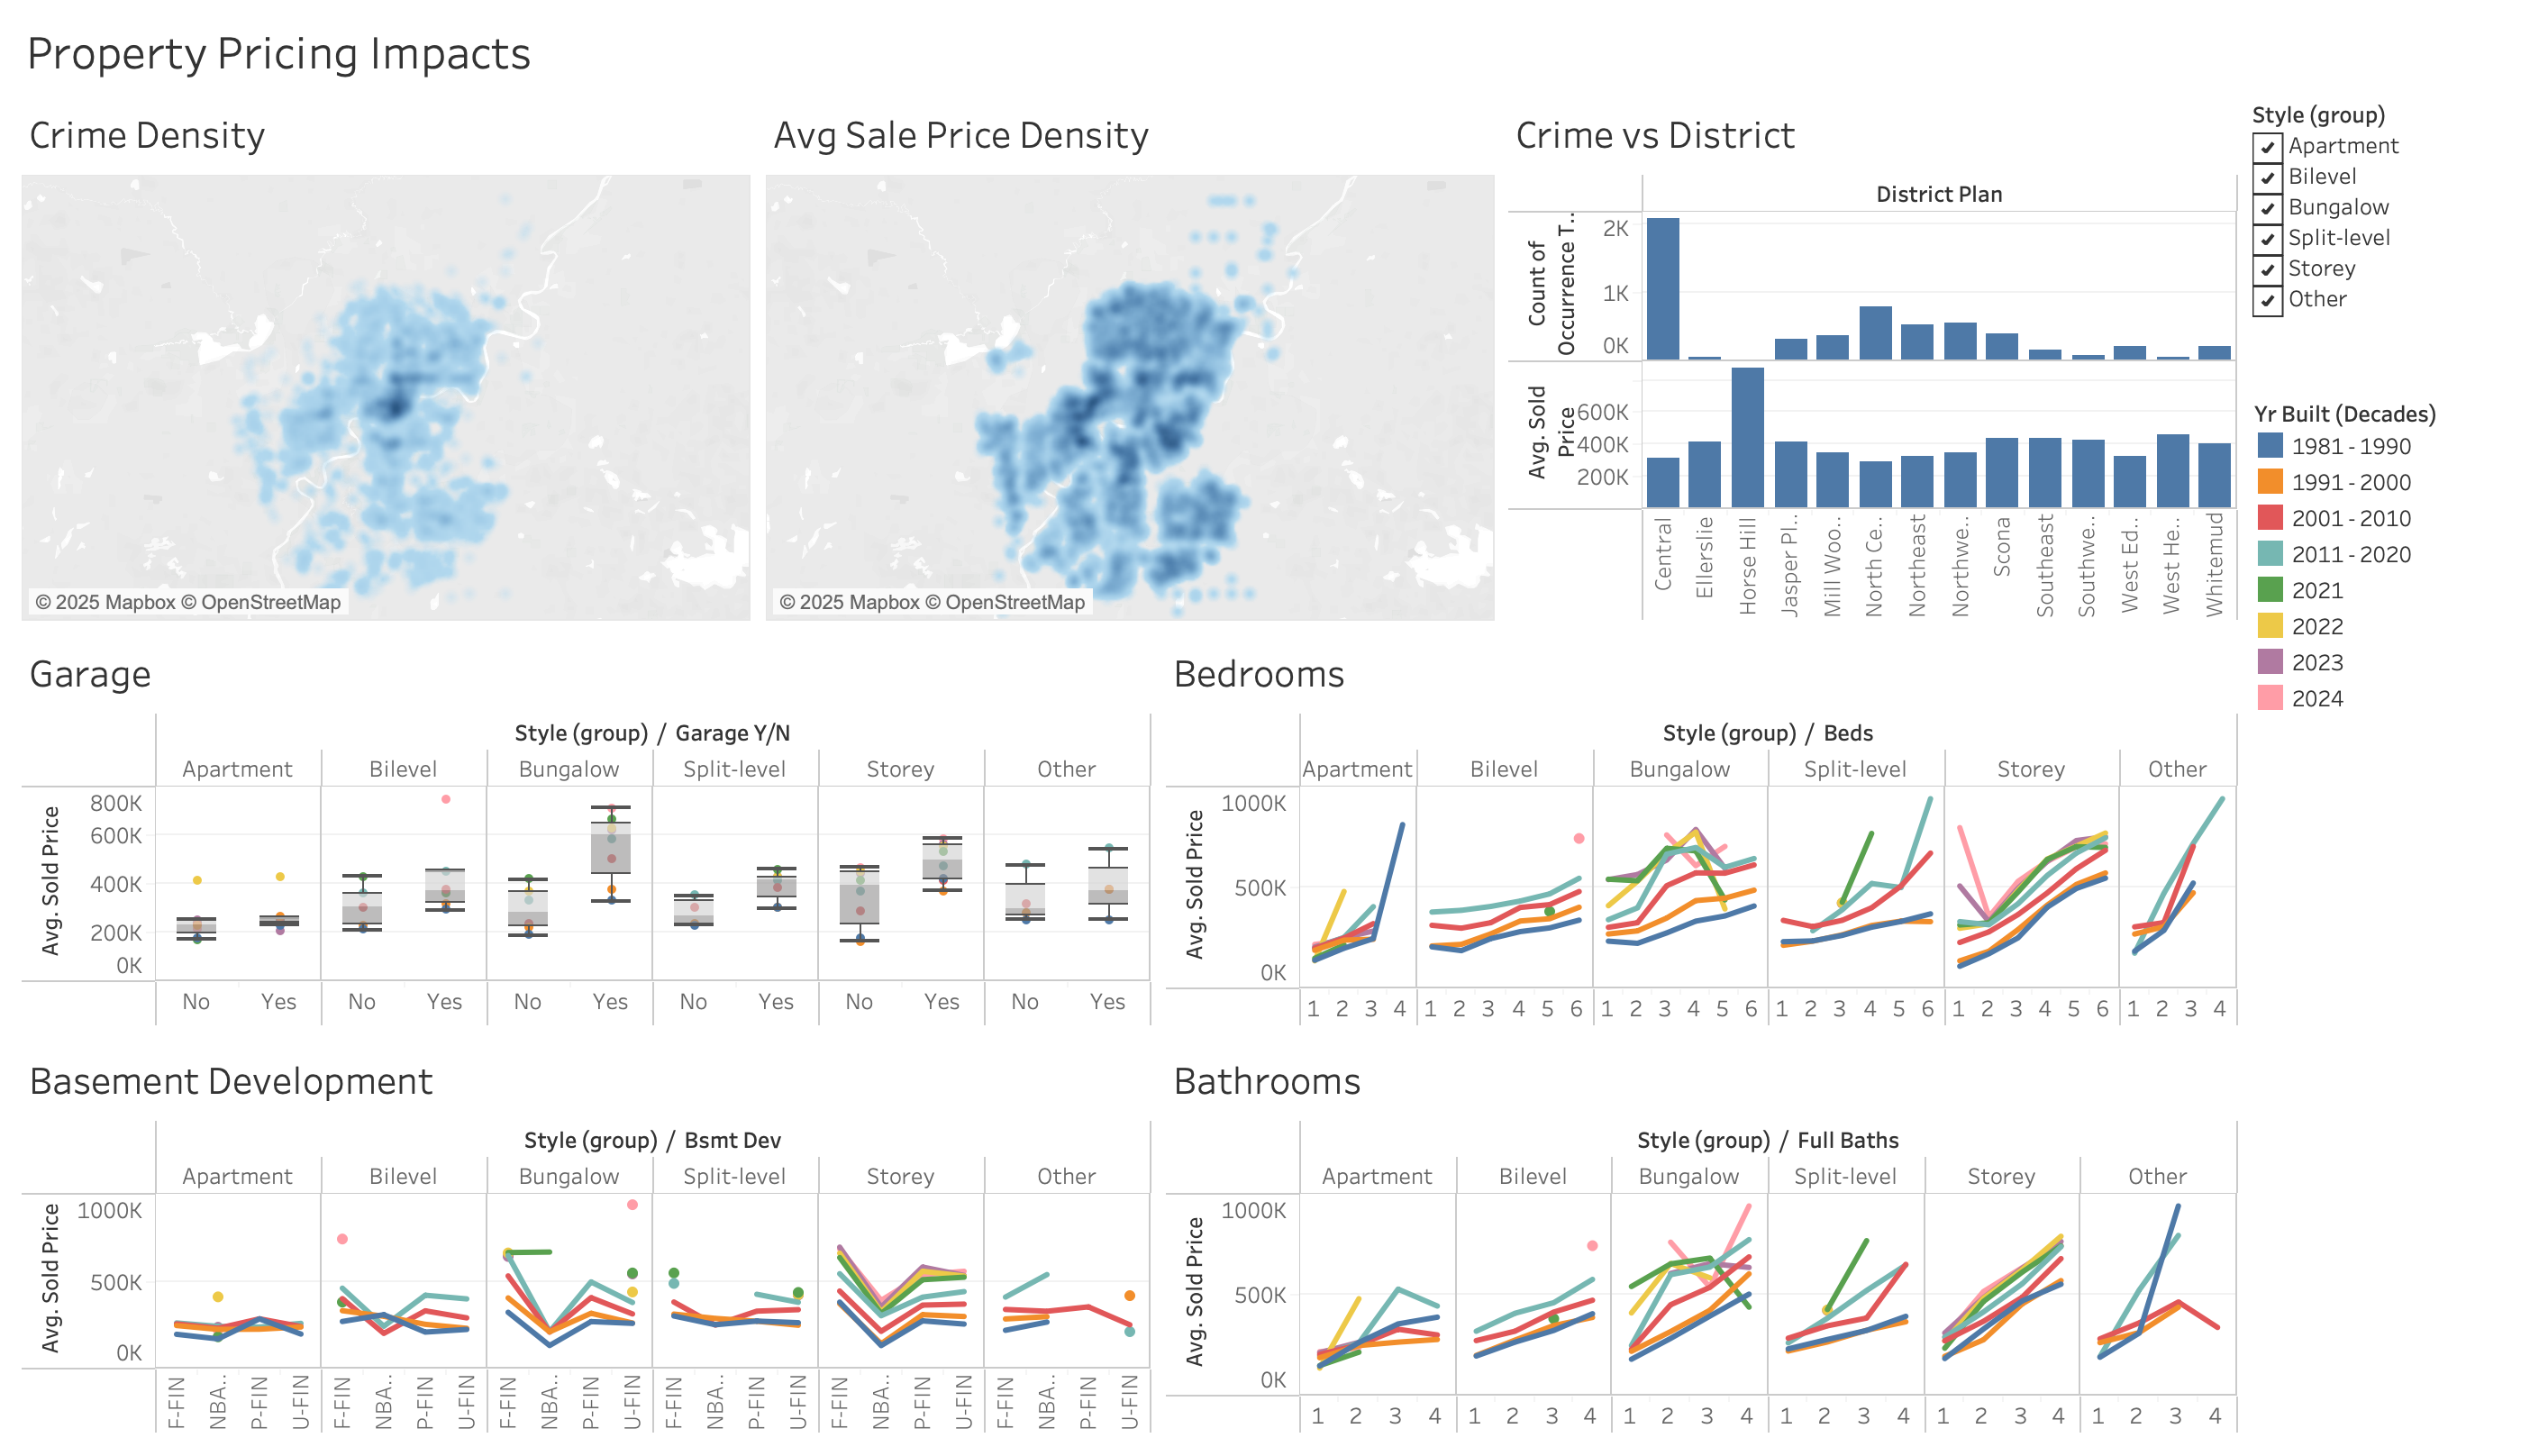 Property Pricing Impacts
Crime Density
Avg Sale Price Density
Crime vs District
© 2025 Mapbox © OpenStreetMap
© 2025 Mapbox © OpenStreetMap
District Plan
Count of
Occurrence T..
2K
1K
0K
Avg. Sold
Price
600K
400K
200K
Central
Ellerslie
Horse Hill
Jasper Pl..
Mill Woo..
North Ce..
Northeast
Northwe..
Scona
Southeast
Southwe..
West Ed..
West He..
Whitemud
Style (group)
Apartment
Bilevel
Bungalow
Split-level
Storey
Other
Yr Built (Decades)
1981 - 1990
1991 - 2000
2001 - 2010
2011 - 2020
2021
2022
2023
2024
Garage
Style (group) / Garage Y/N
Apartment Bilevel Bungalow Split-level Storey Other
Avg. Sold Price
800K
600K
400K
200K
0K
No Yes No Yes No Yes No Yes No Yes No Yes
Bedrooms
Style (group) / Beds
Apartment Bilevel Bungalow Split-level Storey Other
Avg. Sold Price
1000K
500K
0K
1 2 3 4 1 2 3 4 5 6 1 2 3 4 5 6 1 2 3 4 5 6 1 2 3 4 5 6 1 2 3 4
Basement Development
Style (group) / Bsmt Dev
Apartment Bilevel Bungalow Split-level Storey Other
Avg. Sold Price
1000K
500K
0K
F-FIN NBA.. P-FIN U-FIN F-FIN NBA.. P-FIN U-FIN F-FIN NBA.. P-FIN U-FIN F-FIN NBA.. P-FIN U-FIN F-FIN NBA.. P-FIN U-FIN F-FIN NBA.. P-FIN U-FIN
Bathrooms
Style (group) / Full Baths
Apartment Bilevel Bungalow Split-level Storey Other
Avg. Sold Price
1000K
500K
0K
1 2 3 4 1 2 3 4 1 2 3 4 1 2 3 4 1 2 3 4 1 2 3 4